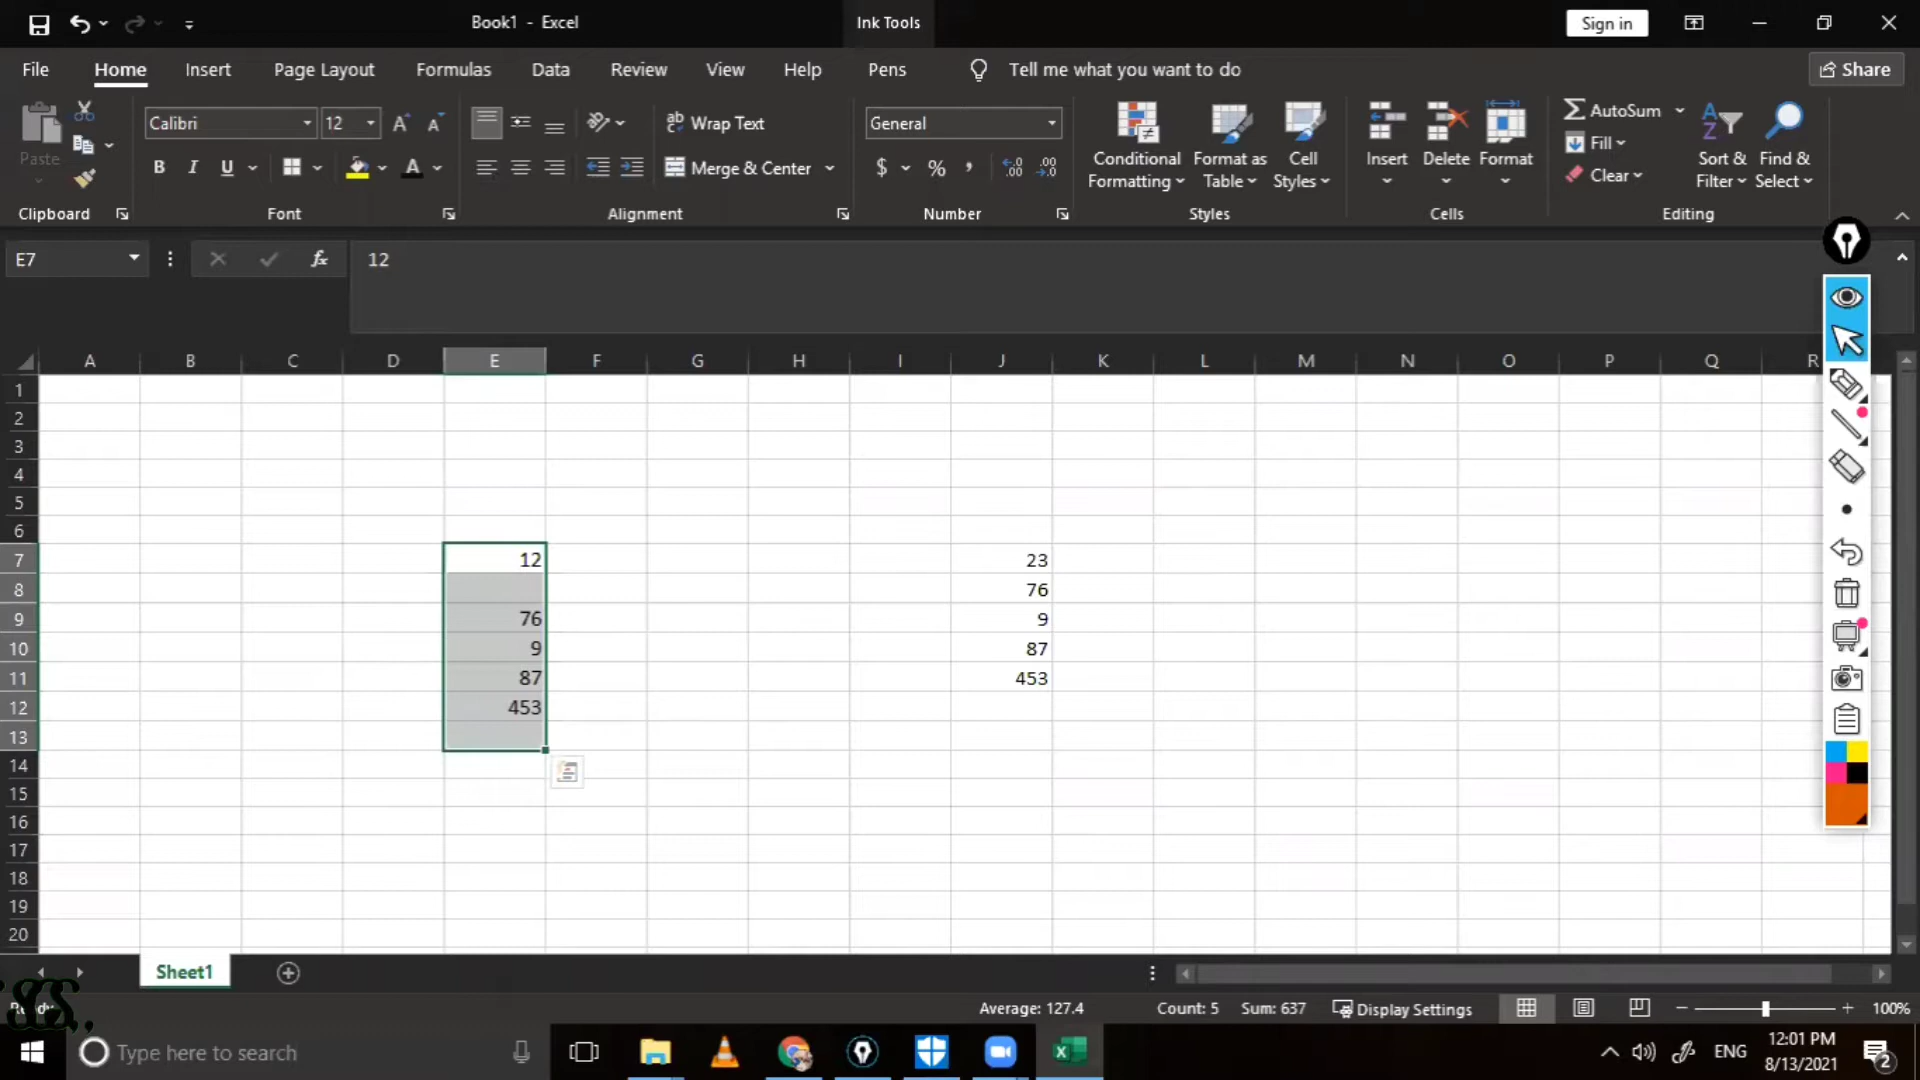 Book1 - Excel
Ink Tools
Sign in
File Home Insert Page Layout Formulas Data Review View Help Pens Tell me what you want to do Share
Paste
Calibri 12
B I U A
Wrap Text
Merge & Center
General
$ % ,
Conditional Formatting
Format as Table
Cell Styles
Insert Delete Format
AutoSum
Fill
Clear
Sort & Filter
Find & Select
Clipboard Font Alignment Number Styles Cells Editing
E7 fx 12
A B C D E F G H I J K L M N O P Q R
1
2
3
4
5
6
7 12 23
8 76
9 76 9
10 9 87
11 87 453
12 453
13
14
15
16
17
18
19
20
Sheet1
Average: 127.4 Count: 5 Sum: 637 Display Settings 100%
Type here to search
ENG
12:01 PM
8/13/2021
2